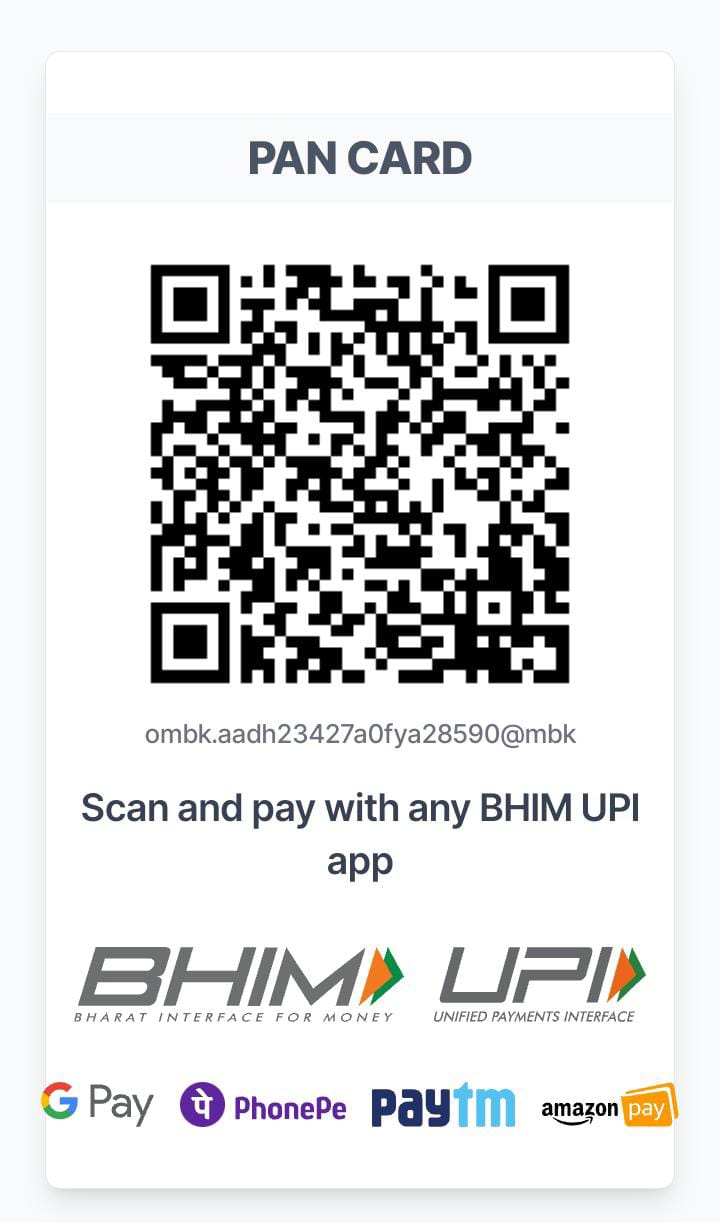 PAN CARD
ombk.aadh23427a0fya28590@mbk
Scan and pay with any BHIM UPI
app
BHIM UPI
BHARAT INTERFACE FOR MONEY UNIFIED PAYMENTS INTERFACE
G Pay पे PhonePe paytm amazon pay